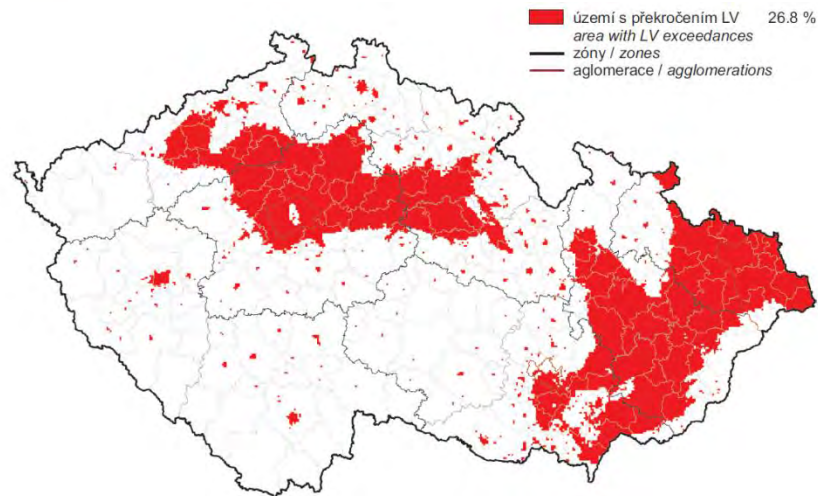 území s překročením LV 26.8 %
area with LV exceedances
zóny / zones
aglomerace / agglomerations